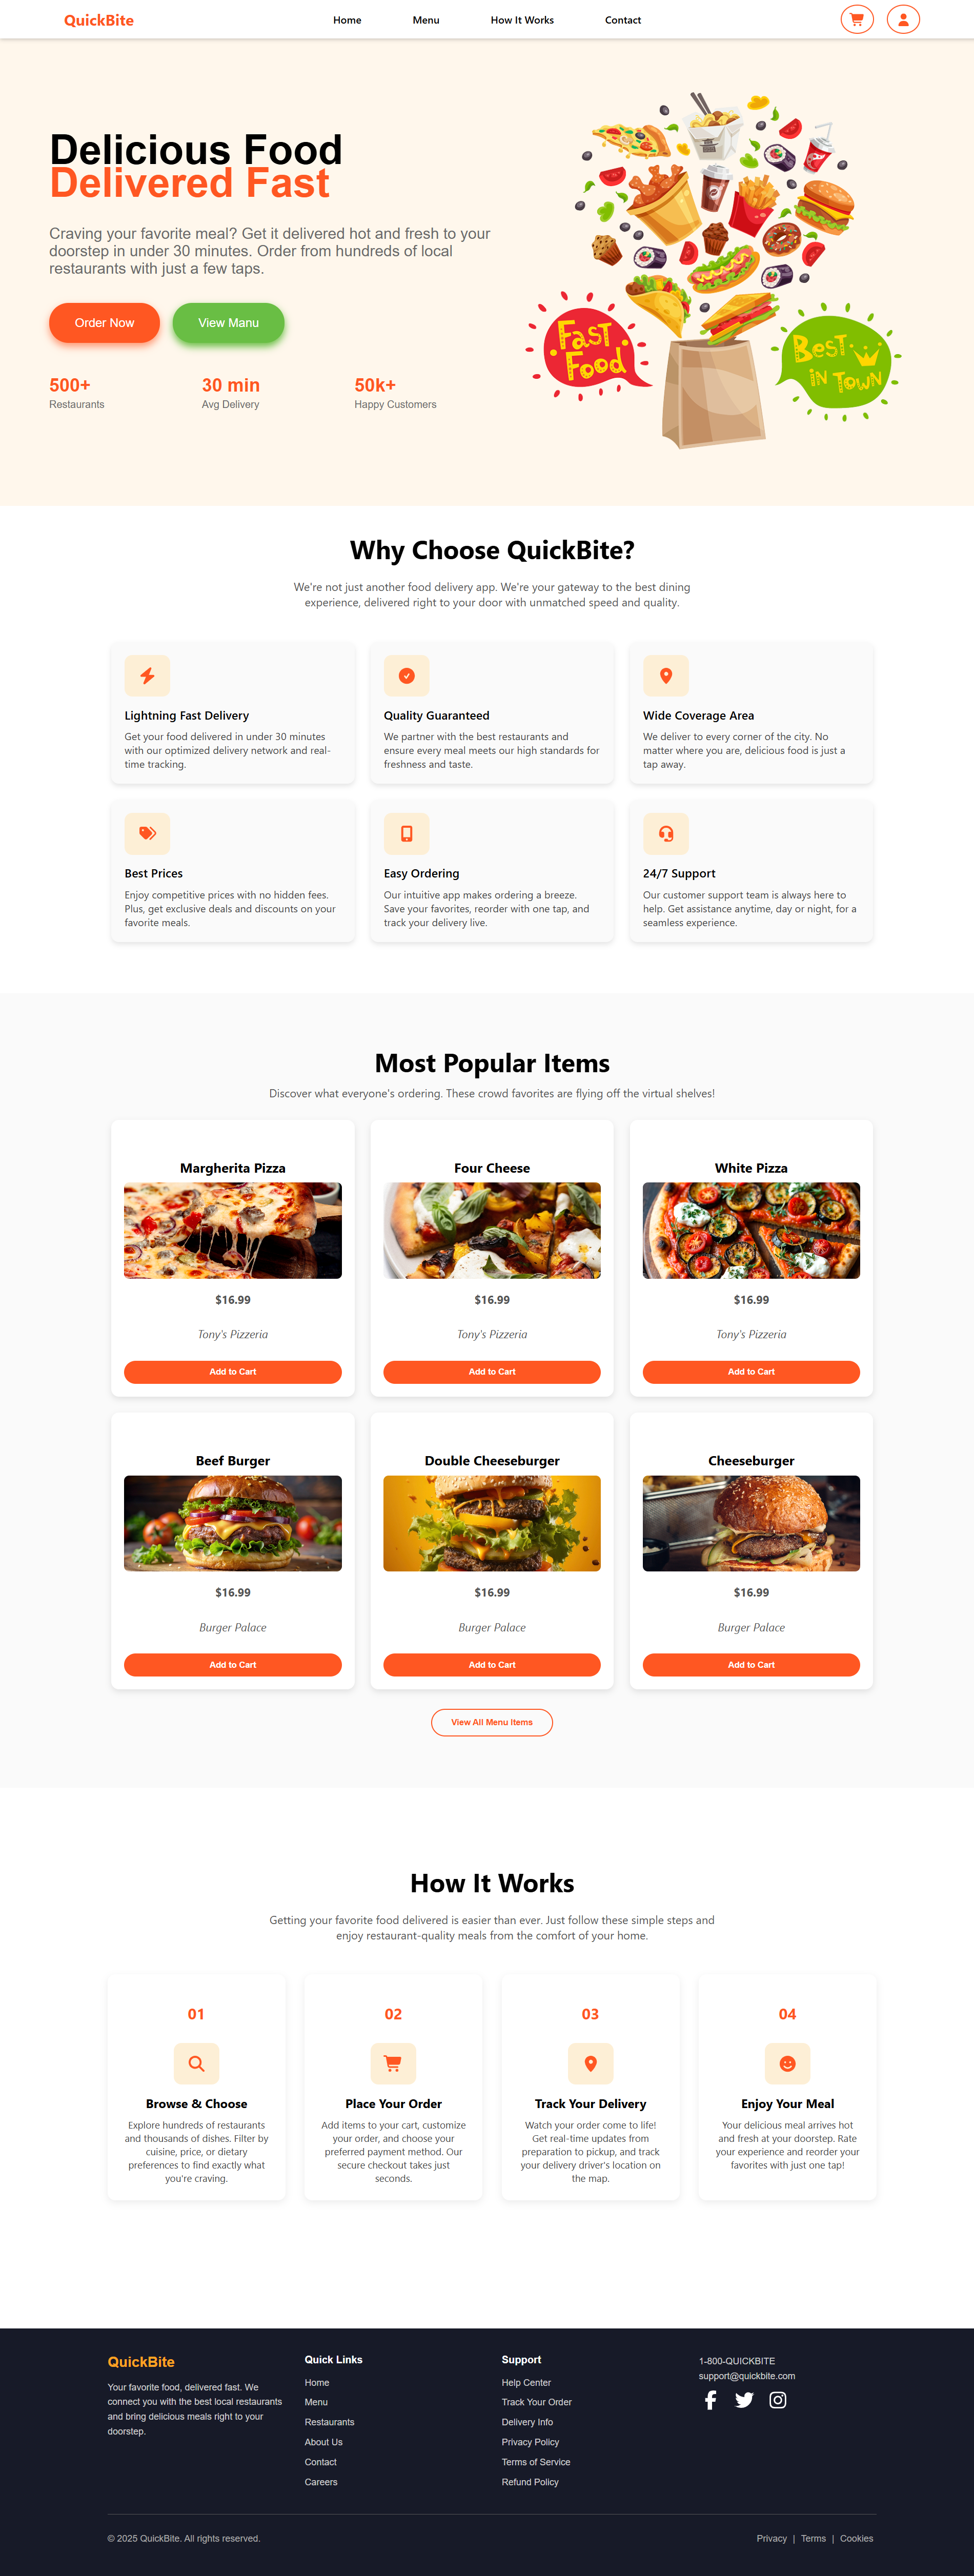 QuickBite
Home
Menu
How It Works
Contact
Delicious Food
Delivered Fast
Craving your favorite meal? Get it delivered hot and fresh to your
doorstep in under 30 minutes. Order from hundreds of local
restaurants with just a few taps.
Order Now
View Manu
500+
Restaurants
30 min
Avg Delivery
50k+
Happy Customers
Fast
Food
Best
in Town
Why Choose QuickBite?
We're not just another food delivery app. We're your gateway to the best dining
experience, delivered right to your door with unmatched speed and quality.
Lightning Fast Delivery
Get your food delivered in under 30 minutes
with our optimized delivery network and real-
time tracking.
Quality Guaranteed
We partner with the best restaurants and
ensure every meal meets our high standards for
freshness and taste.
Wide Coverage Area
We deliver to every corner of the city. No
matter where you are, delicious food is just a
tap away.
Best Prices
Enjoy competitive prices with no hidden fees.
Plus, get exclusive deals and discounts on your
favorite meals.
Easy Ordering
Our intuitive app makes ordering a breeze.
Save your favorites, reorder with one tap, and
track your delivery live.
24/7 Support
Our customer support team is always here to
help. Get assistance anytime, day or night, for a
seamless experience.
Most Popular Items
Discover what everyone's ordering. These crowd favorites are flying off the virtual shelves!
Margherita Pizza
$16.99
Tony's Pizzeria
Add to Cart
Four Cheese
$16.99
Tony's Pizzeria
Add to Cart
White Pizza
$16.99
Tony's Pizzeria
Add to Cart
Beef Burger
$16.99
Burger Palace
Add to Cart
Double Cheeseburger
$16.99
Burger Palace
Add to Cart
Cheeseburger
$16.99
Burger Palace
Add to Cart
View All Menu Items
How It Works
Getting your favorite food delivered is easier than ever. Just follow these simple steps and
enjoy restaurant-quality meals from the comfort of your home.
01
Browse & Choose
Explore hundreds of restaurants
and thousands of dishes. Filter by
cuisine, price, or dietary
preferences to find exactly what
you're craving.
02
Place Your Order
Add items to your cart, customize
your order, and choose your
preferred payment method. Our
secure checkout takes just
seconds.
03
Track Your Delivery
Watch your order come to life!
Get real-time updates from
preparation to pickup, and track
your delivery driver's location on
the map.
04
Enjoy Your Meal
Your delicious meal arrives hot
and fresh at your doorstep. Rate
your experience and reorder your
favorites with just one tap!
QuickBite
Your favorite food, delivered fast. We
connect you with the best local restaurants
and bring delicious meals right to your
doorstep.
Quick Links
Home
Menu
Restaurants
About Us
Contact
Careers
Support
Help Center
Track Your Order
Delivery Info
Privacy Policy
Terms of Service
Refund Policy
1-800-QUICKBITE
support@quickbite.com
© 2025 QuickBite. All rights reserved.
Privacy | Terms | Cookies